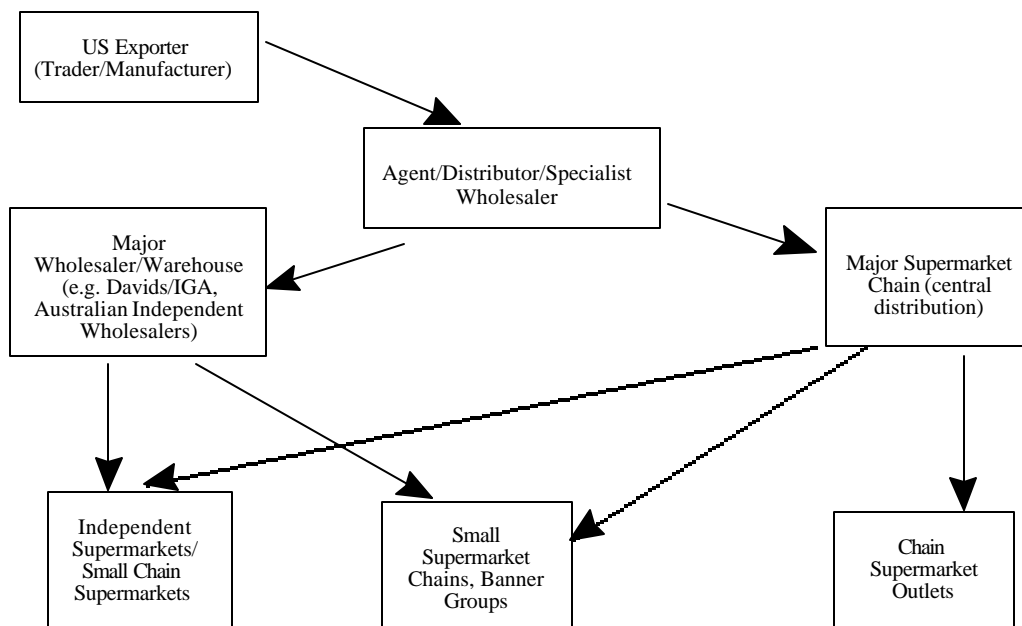 US Exporter
(Trader/Manufacturer)
Agent/Distributor/Specialist
Wholesaler
Major
Wholesaler/Warehouse
(e.g. Davids/IGA,
Australian Independent
Wholesalers)
Major Supermarket
Chain (central
distribution)
Independent
Supermarkets/
Small Chain
Supermarkets
Small
Supermarket
Chains, Banner
Groups
Chain
Supermarket
Outlets